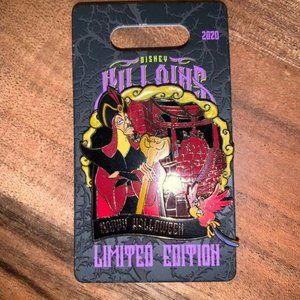 2020
DISNEY
VILLAINS
HAPPY HALLOWEEN
LIMITED EDITION